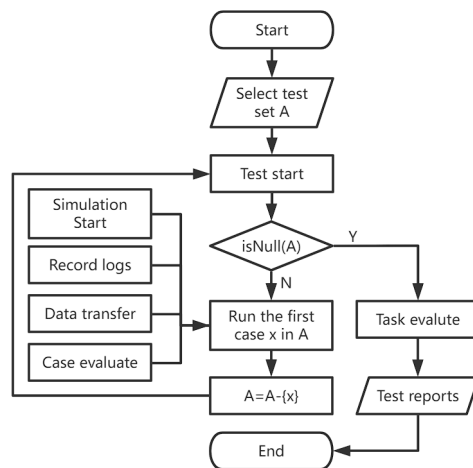 Start
Select test
set A
Test start
Simulation
Start
isNull(A)
Y
N
Record logs
Data transfer
Run the first
case x in A
Task evalute
Case evaluate
A=A-{x}
Test reports
End